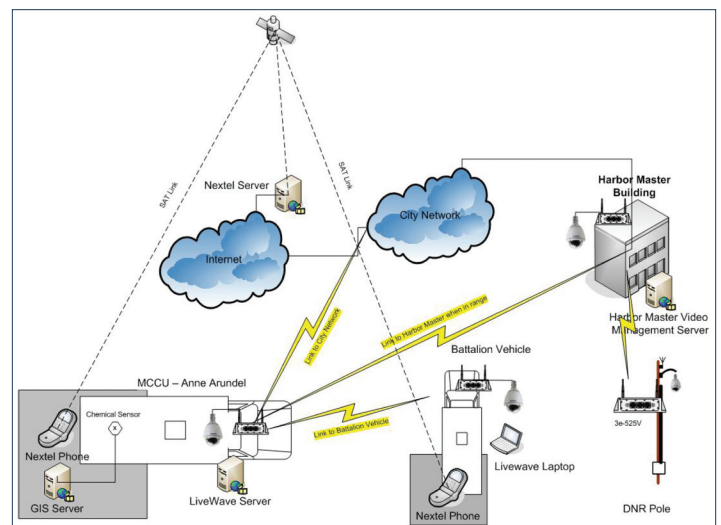 SAT Link
SAT Link
Nextel Server
City Network
Harbor Master
Building
Internet
Link to City Network
Link to Harbor Master when in range
Harbor Master Video
Management Server
Battalion Vehicle
MCCU – Anne Arundel
Chemical Sensor
x
Nextel Phone
GIS Server
LiveWave Server
Link to Battalion Vehicle
Livewave Laptop
Nextel Phone
3e-525V
DNR Pole